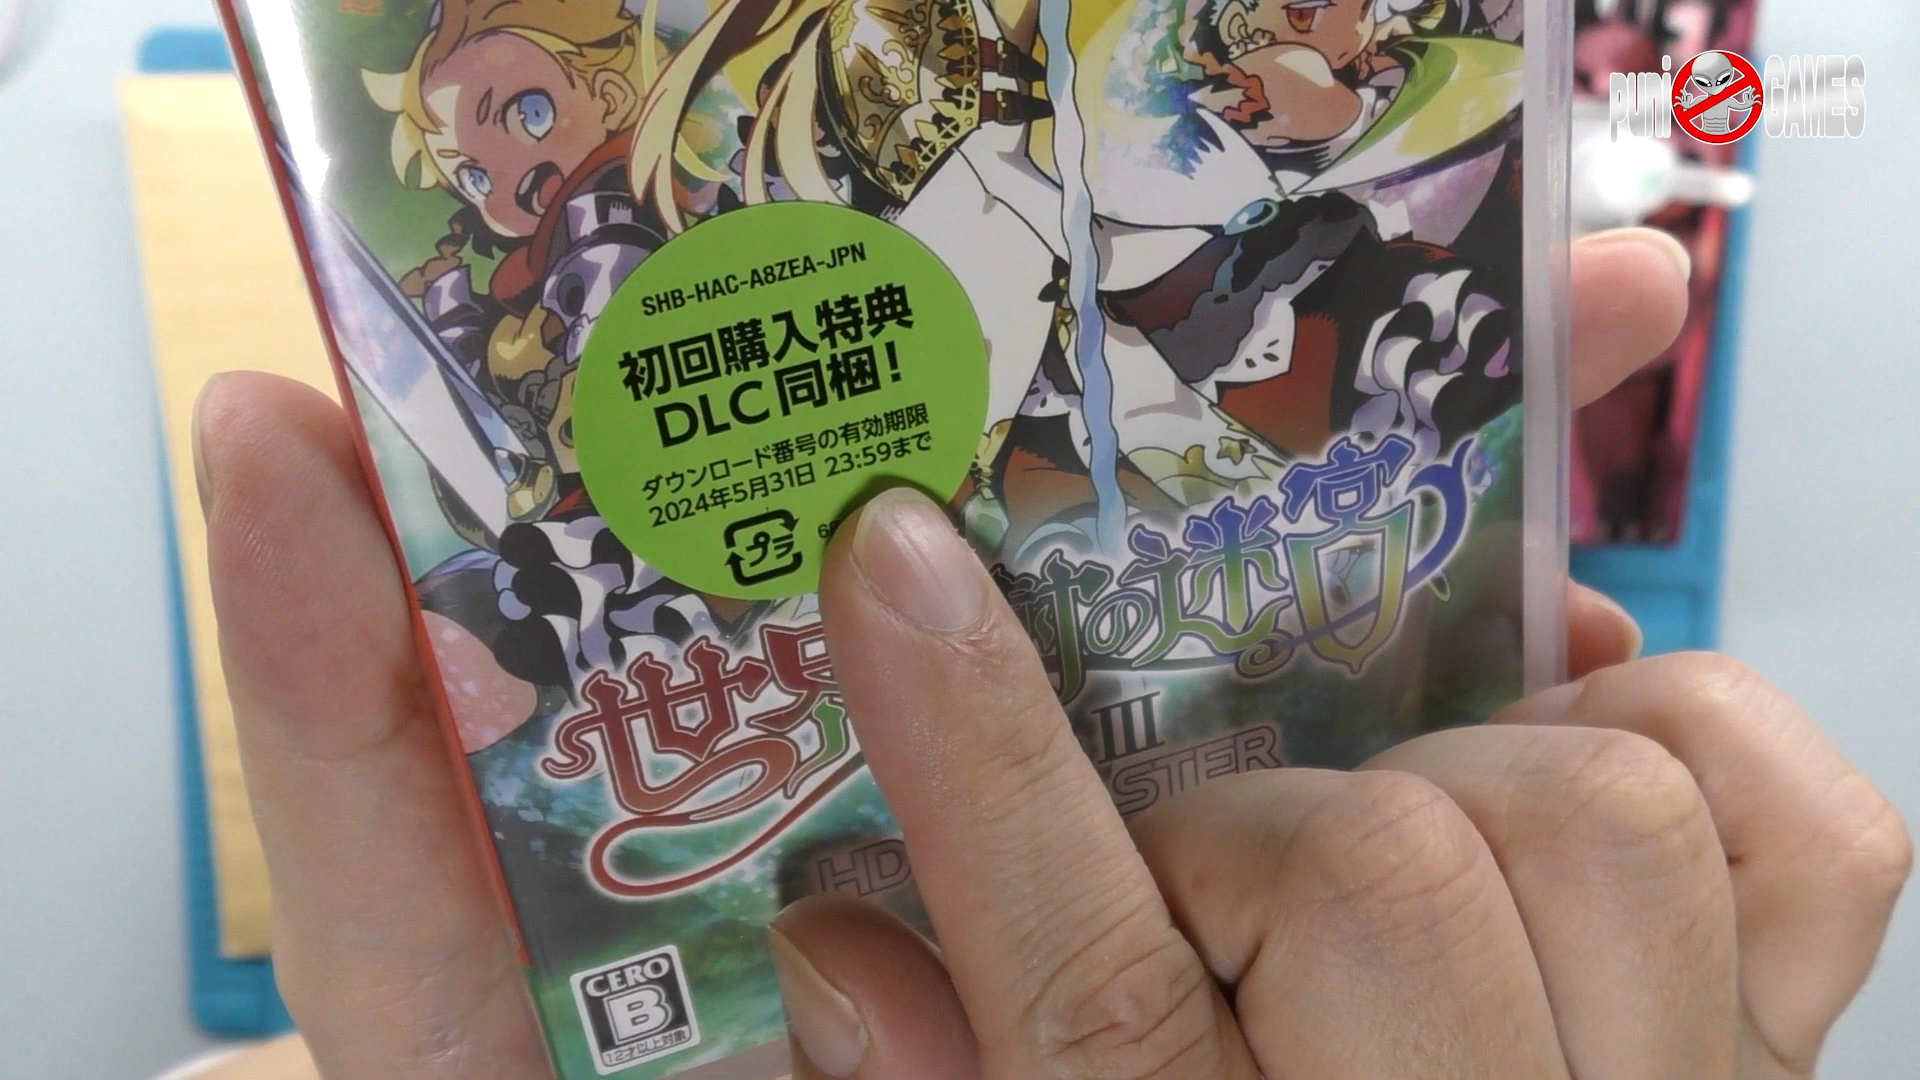 puni GAMES
SHB-HAC-A8ZEA-JPN
初回購入特典
DLC同梱!
ダウンロード番号の有効期限
2024年5月31日 23:59まで
プラ
世界樹の迷宮
III
HD
STER
CERO
B
12才以上対象